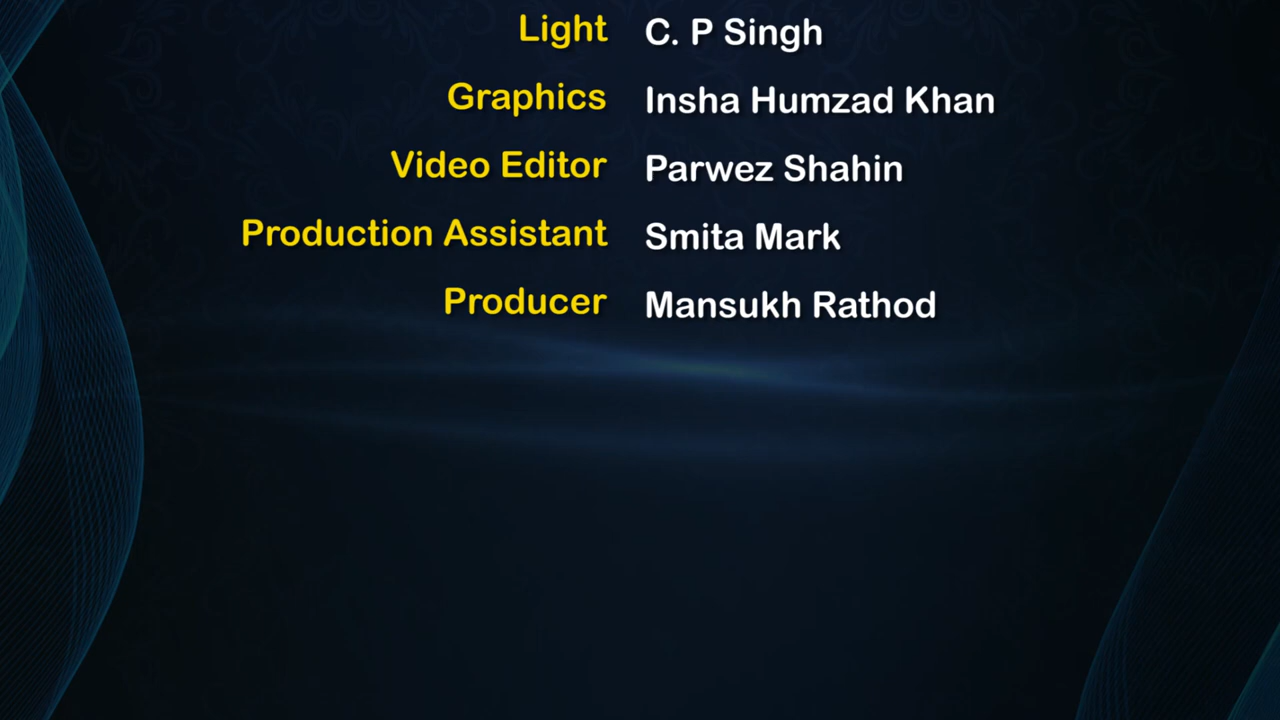 Light C. P Singh
Graphics Insha Humzad Khan
Video Editor Parwez Shahin
Production Assistant Smita Mark
Producer Mansukh Rathod